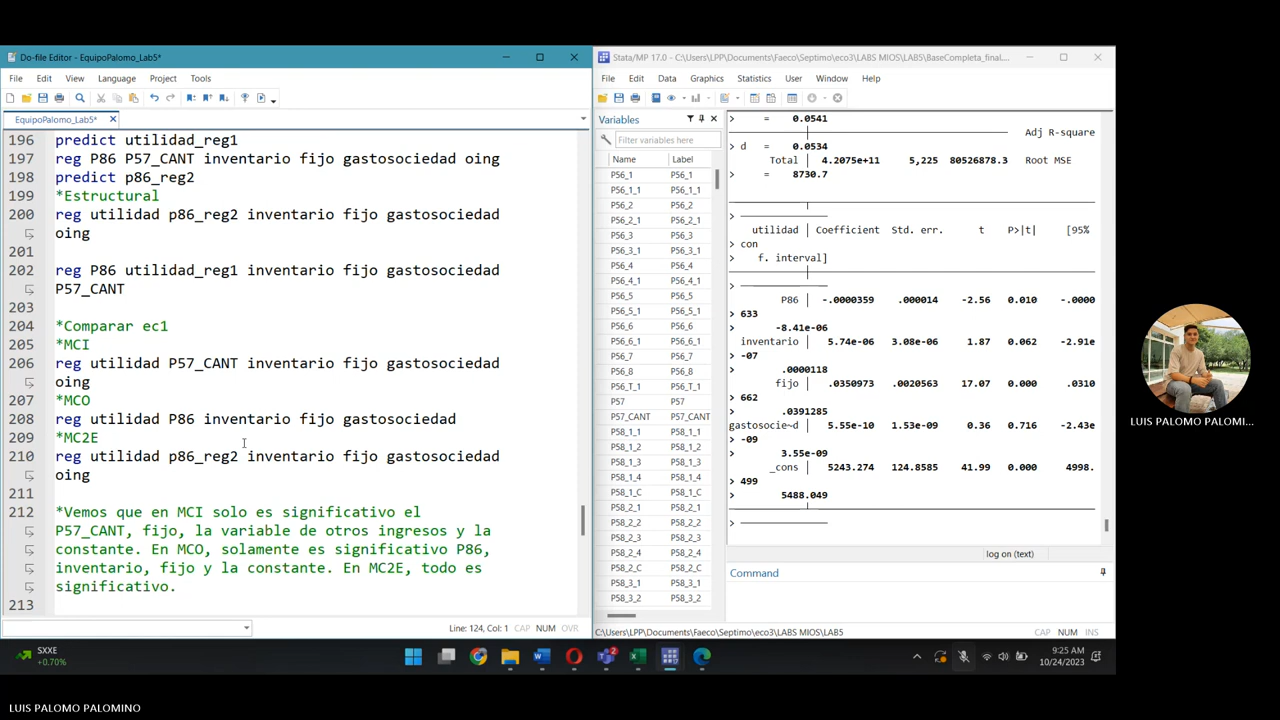 Do-file Editor - EquipoPalomo_Lab5*
File Edit View Language Project Tools
EquipoPalomo_Lab5*
196 predict utilidad_reg1
197 reg P86 P57_CANT inventario fijo gastosociedad oing
198 predict p86_reg2
199 *Estructural
200 reg utilidad p86_reg2 inventario fijo gastosociedad
oing
201
202 reg P86 utilidad_reg1 inventario fijo gastosociedad
P57_CANT
203
204 *Comparar ec1
205 *MCI
206 reg utilidad P57_CANT inventario fijo gastosociedad
oing
207 *MCO
208 reg utilidad P86 inventario fijo gastosociedad
209 *MC2E
210 reg utilidad p86_reg2 inventario fijo gastosociedad
oing
211
212 *Vemos que en MCI solo es significativo el
P57_CANT, fijo, la variable de otros ingresos y la
constante. En MCO, solamente es significativo P86,
inventario, fijo y la constante. En MC2E, todo es
significativo.
213
Line: 124, Col: 1 CAP NUM OVR
Stata/MP 17.0 - C:\Users\LPP\Documents\Faeco\Septimo\eco3\LABS MIOS\LAB5\BaseCompleta_final....
File Edit Data Graphics Statistics User Window Help
Variables
Filter variables here
Name Label
P56_1 P56_1
P56_1_1 P56_1_1
P56_2 P56_2
P56_2_1 P56_2_1
P56_3 P56_3
P56_3_1 P56_3_1
P56_4 P56_4
P56_4_1 P56_4_1
P56_5 P56_5
P56_5_1 P56_5_1
P56_6 P56_6
P56_6_1 P56_6_1
P56_7 P56_7
P56_8 P56_8
P56_T_1 P56_T_1
P57 P57
P57_CANT P57_CANT
P58_1_1 P58_1_1
P58_1_2 P58_1_2
P58_1_3 P58_1_3
P58_1_4 P58_1_4
P58_1_C P58_1_C
P58_2_1 P58_2_1
P58_2_2 P58_2_2
P58_2_3 P58_2_3
P58_2_4 P58_2_4
P58_2_C P58_2_C
P58_3_1 P58_3_1
P58_3_2 P58_3_2
> = 0.0541
Adj R-square
> d = 0.0534
Total | 4.2075e+11 5,225 80526878.3 Root MSE
> = 8730.7
>
utilidad | Coefficient Std. err. t P>|t| [95%
> con
> f. interval]
>
P86 | -.0000359 .000014 -2.56 0.010 -.0000
> 633
> -8.41e-06
inventario | 5.74e-06 3.08e-06 1.87 0.062 -2.91e
> -07
> .0000118
fijo | .0350973 .0020563 17.07 0.000 .0310
> 662
> .0391285
gastosocie~d | 5.55e-10 1.53e-09 0.36 0.716 -2.43e
> -09
> 3.55e-09
_cons | 5243.274 124.8585 41.99 0.000 4998.
> 499
> 5488.049
>
log on (text)
Command
C:\Users\LPP\Documents\Faeco\Septimo\eco3\LABS MIOS\LAB5 CAP NUM INS
SXXE
+0.70%
9:25 AM
10/24/2023
LUIS PALOMO PALOMI...
LUIS PALOMO PALOMINO